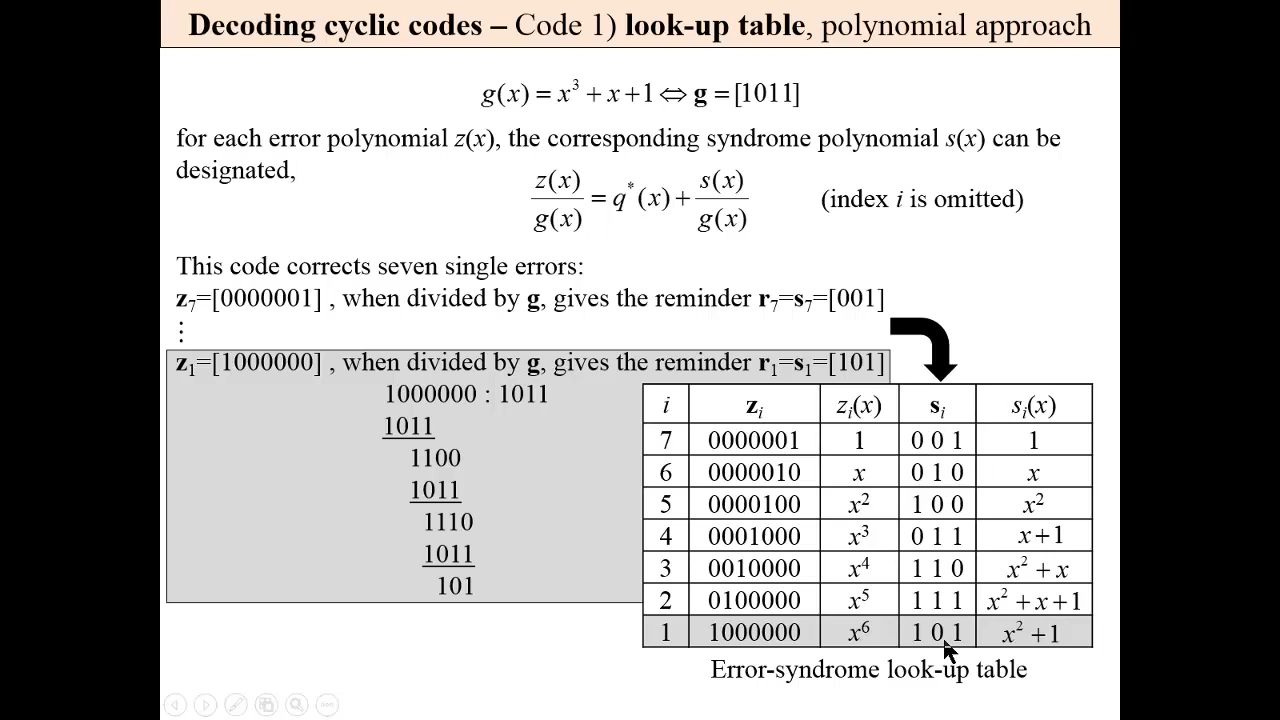 Decoding cyclic codes – Code 1) look-up table, polynomial approach
g(x) = x³ + x + 1 ⇔ g = [1011]
for each error polynomial z(x), the corresponding syndrome polynomial s(x) can be
designated,
z(x)/g(x) = q*(x) + s(x)/g(x) (index i is omitted)
This code corrects seven single errors:
z₇=[0000001] , when divided by g, gives the reminder r₇=s₇=[001]
⋮
z₁=[1000000] , when divided by g, gives the reminder r₁=s₁=[101]
1000000 : 1011
1011
1100
1011
1110
1011
101
i zᵢ zᵢ(x) sᵢ sᵢ(x)
7 0000001 1 0 0 1 1
6 0000010 x 0 1 0 x
5 0000100 x² 1 0 0 x²
4 0001000 x³ 0 1 1 x+1
3 0010000 x⁴ 1 1 0 x² + x
2 0100000 x⁵ 1 1 1 x² + x + 1
1 1000000 x⁶ 1 0 1 x² + 1
Error-syndrome look-up table